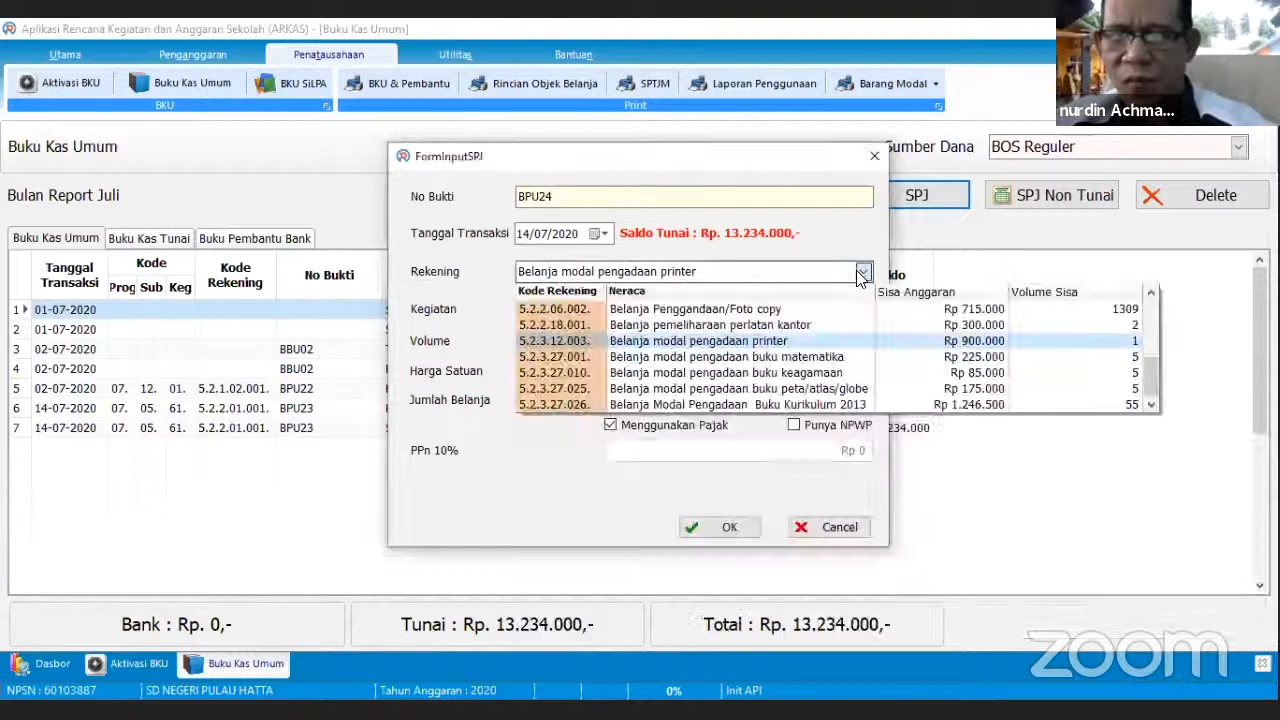 Aplikasi Rencana Kegiatan dan Anggaran Sekolah (ARKAS) - [Buku Kas Umum]
Utama Penganggaran Penatausahaan Utilitas Bantuan
Aktivasi BKU Buku Kas Umum BKU SiLPA BKU & Pembantu Rincian Objek Belanja SPTJM Laporan Penggunaan Barang Modal
BKU Print
nurdin Achma...
Buku Kas Umum
Sumber Dana BOS Reguler
Bulan Report Juli
SPJ SPJ Non Tunai Delete
Buku Kas Umum Buku Kas Tunai Buku Pembantu Bank
Tanggal Transaksi Kode Prog Sub Keg Kode Rekening No Bukti
1 01-07-2020
2 01-07-2020
3 02-07-2020 BBU02
4 02-07-2020 BBU02
5 02-07-2020 07. 12. 01. 5.2.1.02.001. BPU22
6 14-07-2020 07. 05. 61. 5.2.2.01.001. BPU23
7 14-07-2020 07. 05. 61. 5.2.2.01.001. BPU23
FormInputSPJ
No Bukti BPU24
Tanggal Transaksi 14/07/2020 Saldo Tunai : Rp. 13.234.000,-
Rekening Belanja modal pengadaan printer
Kode Rekening Neraca Sisa Anggaran Volume Sisa
5.2.2.06.002. Belanja Penggandaan/Foto copy Rp 715.000 1309
5.2.2.18.001. Belanja pemeliharaan perlatan kantor Rp 300.000 2
5.2.3.12.003. Belanja modal pengadaan printer Rp 900.000 1
5.2.3.27.001. Belanja modal pengadaan buku matematika Rp 225.000 5
5.2.3.27.010. Belanja modal pengadaan buku keagamaan Rp 85.000 5
5.2.3.27.025. Belanja modal pengadaan buku peta/atlas/globe Rp 175.000 5
5.2.3.27.026. Belanja Modal Pengadaan Buku Kurikulum 2013 Rp 1.246.500 55
Kegiatan
Volume
Harga Satuan
Jumlah Belanja
Menggunakan Pajak Punya NPWP
PPn 10% Rp 0
OK Cancel
Bank : Rp. 0,- Tunai : Rp. 13.234.000,- Total : Rp. 13.234.000,-
zoom
Dasbor Aktivasi BKU Buku Kas Umum
NPSN : 60103887 SD NEGERI PULAU HATTA Tahun Anggaran : 2020 0% Init API